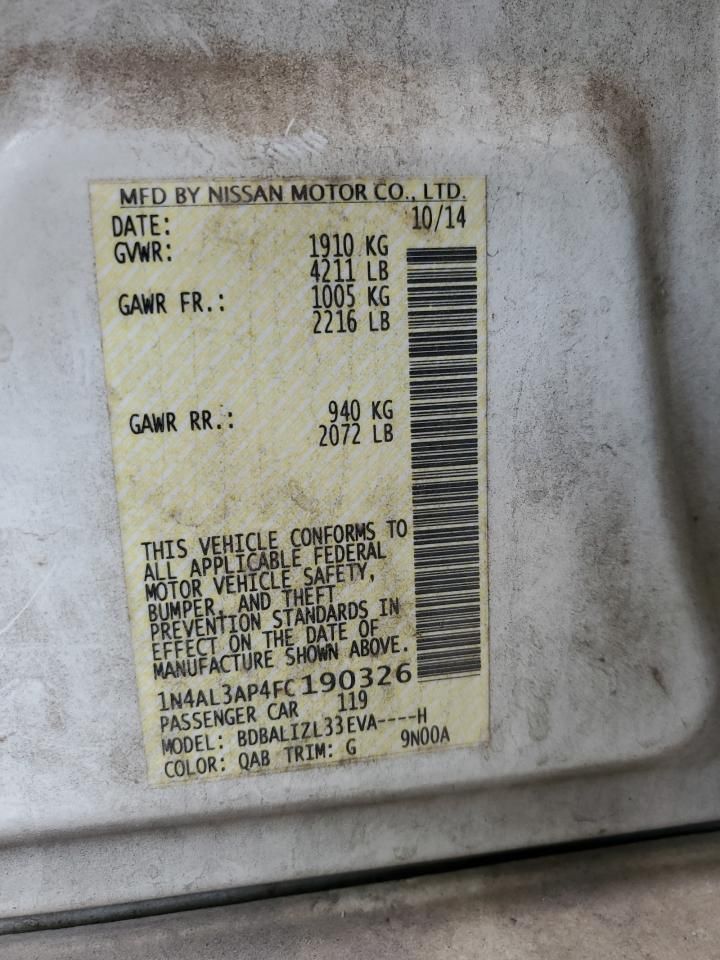 MFD BY NISSAN MOTOR CO., LTD.
DATE: 10/14
GVWR: 1910 KG
4211 LB
GAWR FR.: 1005 KG
2216 LB
GAWR RR.: 940 KG
2072 LB
THIS VEHICLE CONFORMS TO
ALL APPLICABLE FEDERAL
MOTOR VEHICLE SAFETY,
BUMPER, AND THEFT
PREVENTION STANDARDS IN
EFFECT ON THE DATE OF
MANUFACTURE SHOWN ABOVE.
1N4AL3AP4FC190326
PASSENGER CAR 119
MODEL: BDBALIZL33EVA----H
COLOR: QAB TRIM: G 9N00A